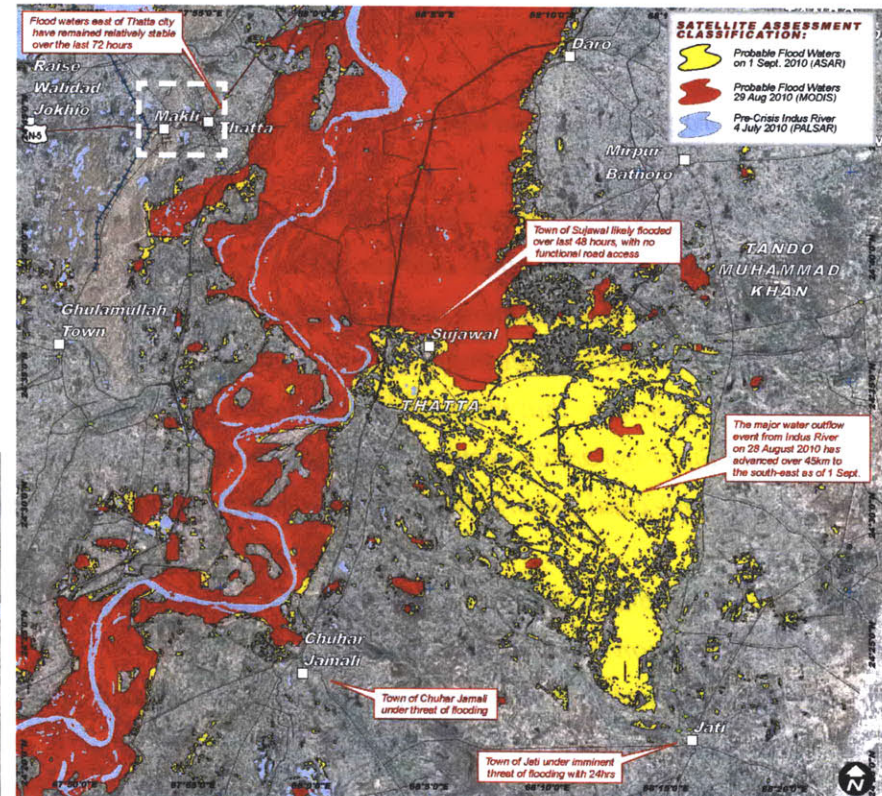 Flood waters east of Thatta city
have remained relatively stable
over the last 72 hours
Raise
Wahdad
Jokhio
N-5
Makli
Thatta
Daro
SATELLITE ASSESSMENT
CLASSIFICATION:
Probable Flood Waters
on 1 Sept. 2010 (ASAR)
Probable Flood Waters
29 Aug 2010 (MODIS)
Pre-Crisis Indus River
4 July 2010 (PALSAR)
Mirpur
Bathoro
Town of Sujawal likely flooded
over last 48 hours, with no
functional road access
TANDO
MUHAMMAD
KHAN
Ghulamullah
Town
Sujawal
THATTA
The major water outflow
event from Indus River
on 28 August 2010 has
advanced over 45km to
the south-east as of 1 Sept.
Chuhar
Jamali
Town of Chuhar Jamali
under threat of flooding
Jati
Town of Jati under imminent
threat of flooding with 24hrs
N